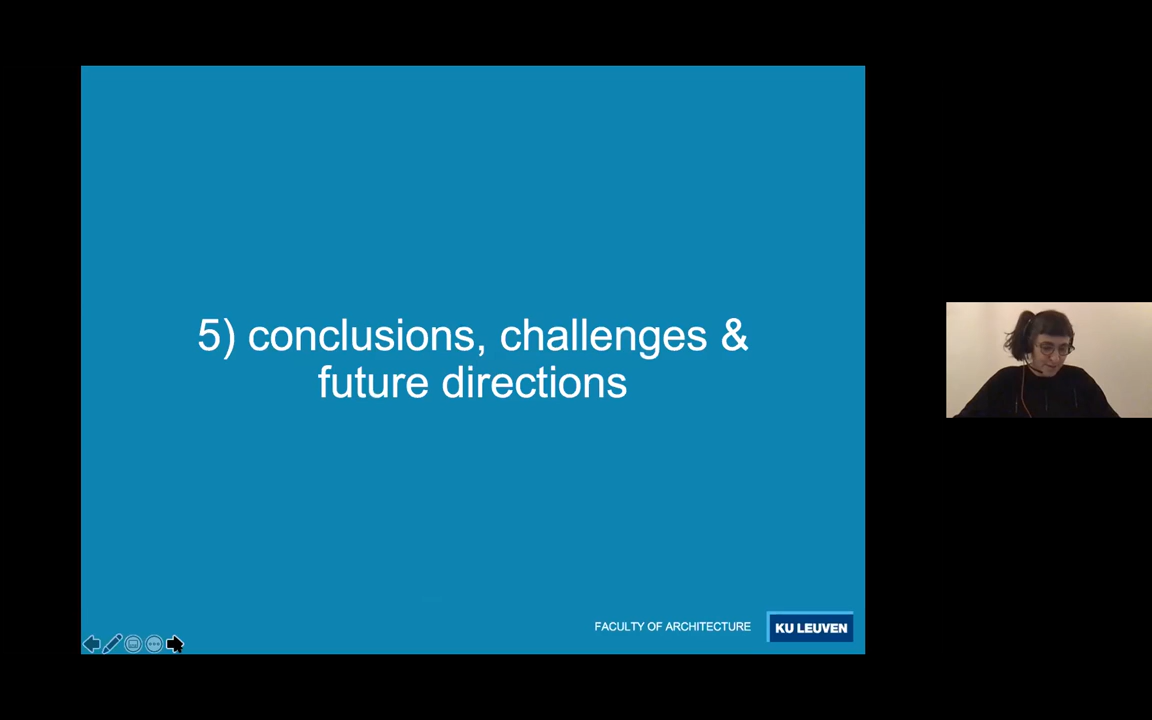 5) conclusions, challenges &
future directions
FACULTY OF ARCHITECTURE
KU LEUVEN